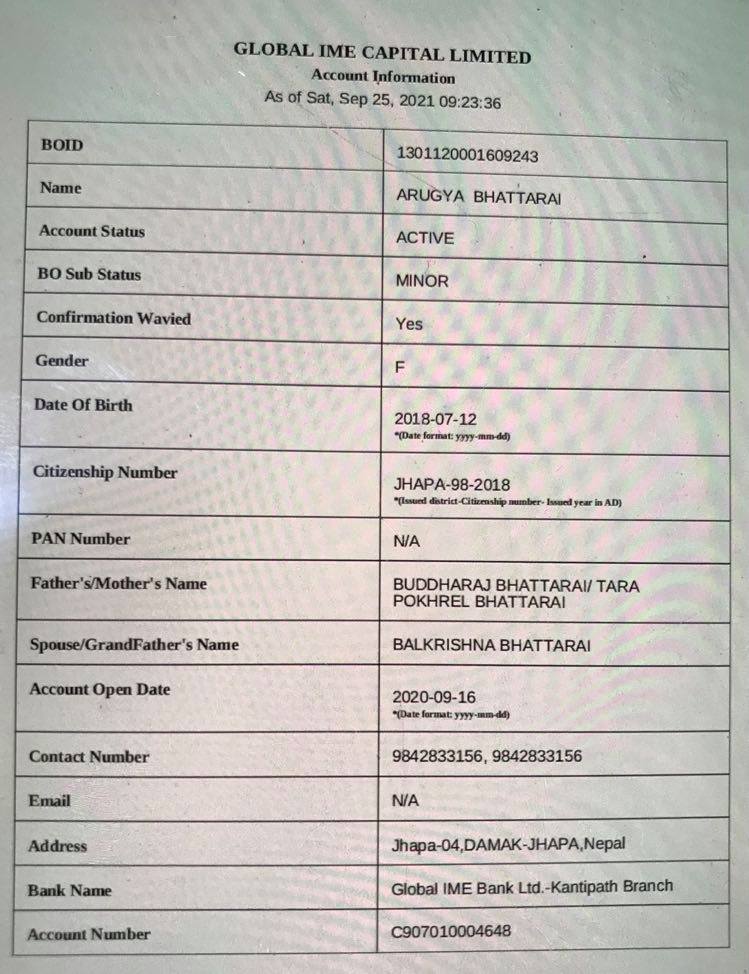 GLOBAL IME CAPITAL LIMITED
Account Information
As of Sat, Sep 25, 2021 09:23:36
BOID 1301120001609243
Name ARUGYA BHATTARAI
Account Status ACTIVE
BO Sub Status MINOR
Confirmation Wavied Yes
Gender F
Date Of Birth 2018-07-12
*(Date format: yyyy-mm-dd)
Citizenship Number JHAPA-98-2018
*(Issued district-Citizenship number- Issued year in AD)
PAN Number N/A
Father's/Mother's Name BUDDHARAJ BHATTARAI/ TARA
POKHREL BHATTARAI
Spouse/GrandFather's Name BALKRISHNA BHATTARAI
Account Open Date 2020-09-16
*(Date format: yyyy-mm-dd)
Contact Number 9842833156, 9842833156
Email N/A
Address Jhapa-04,DAMAK-JHAPA,Nepal
Bank Name Global IME Bank Ltd.-Kantipath Branch
Account Number C907010004648